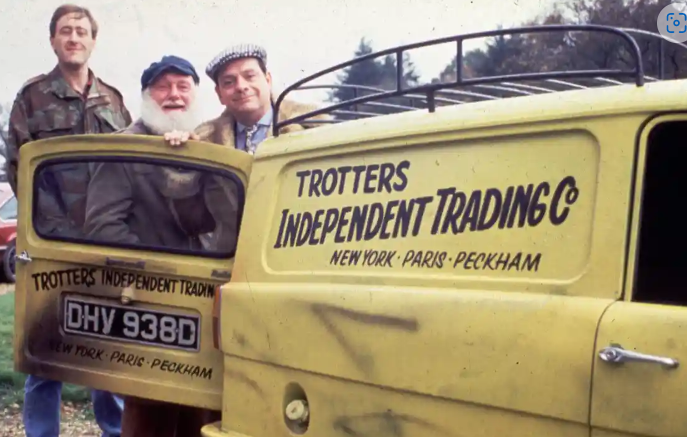 TROTTERS
INDEPENDENT TRADING Co
NEW YORK · PARIS · PECKHAM
TROTTERS INDEPENDENT TRADIN
DHV 938D
NEW YORK · PARIS · PECKHAM